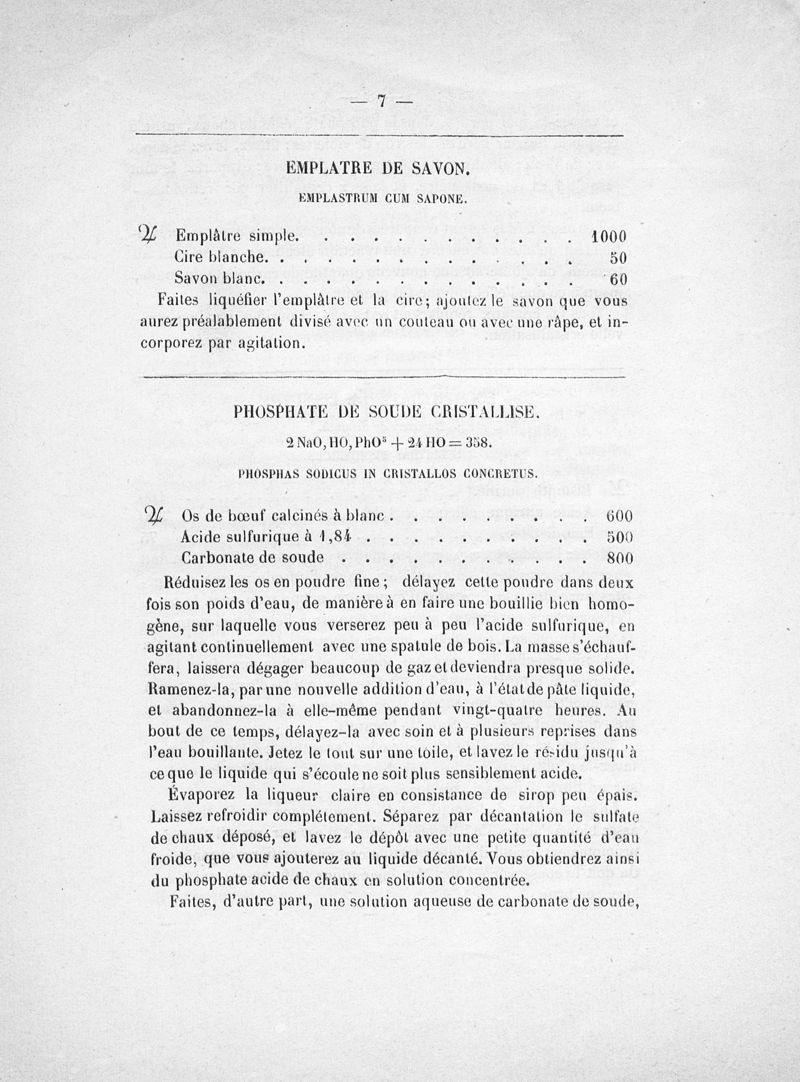 — 7 —
EMPLATRE DE SAVON.
EMPLASTRUM CUM SAPONE.
♃ Emplâtre simple. . . . . . . . . . . . . 1000
Cire blanche. . . . . . . . . . . . . . 50
Savon blanc. . . . . . . . . . . . . . 60
Faites liquéfier l'emplâtre et la cire; ajoutez le savon que vous
aurez préalablement divisé avec un couteau ou avec une râpe, et in-
corporez par agitation.
PHOSPHATE DE SOUDE CRISTALLISE.
2 NaO, HO, PhO⁵ + 24 HO = 358.
PHOSPHAS SODICUS IN CRISTALLOS CONCRETUS.
♃ Os de bœuf calcinés à blanc . . . . . . . . . 600
Acide sulfurique à 1,84 . . . . . . . . . . 500
Carbonate de soude . . . . . . . . . . . 800
Réduisez les os en poudre fine; délayez cette poudre dans deux
fois son poids d'eau, de manière à en faire une bouillie bien homo-
gène, sur laquelle vous verserez peu à peu l'acide sulfurique, en
agitant continuellement avec une spatule de bois. La masse s'échauf-
fera, laissera dégager beaucoup de gaz et deviendra presque solide.
Ramenez-la, par une nouvelle addition d'eau, à l'état de pâte liquide,
et abandonnez-la à elle-même pendant vingt-quatre heures. Au
bout de ce temps, délayez-la avec soin et à plusieurs reprises dans
l'eau bouillante. Jetez le tout sur une toile, et lavez le résidu jusqu'à
ce que le liquide qui s'écoule ne soit plus sensiblement acide.
Évaporez la liqueur claire en consistance de sirop peu épais.
Laissez refroidir complétement. Séparez par décantation le sulfate
de chaux déposé, et lavez le dépôt avec une petite quantité d'eau
froide, que vous ajouterez au liquide décanté. Vous obtiendrez ainsi
du phosphate acide de chaux en solution concentrée.
Faites, d'autre part, une solution aqueuse de carbonate de soude,